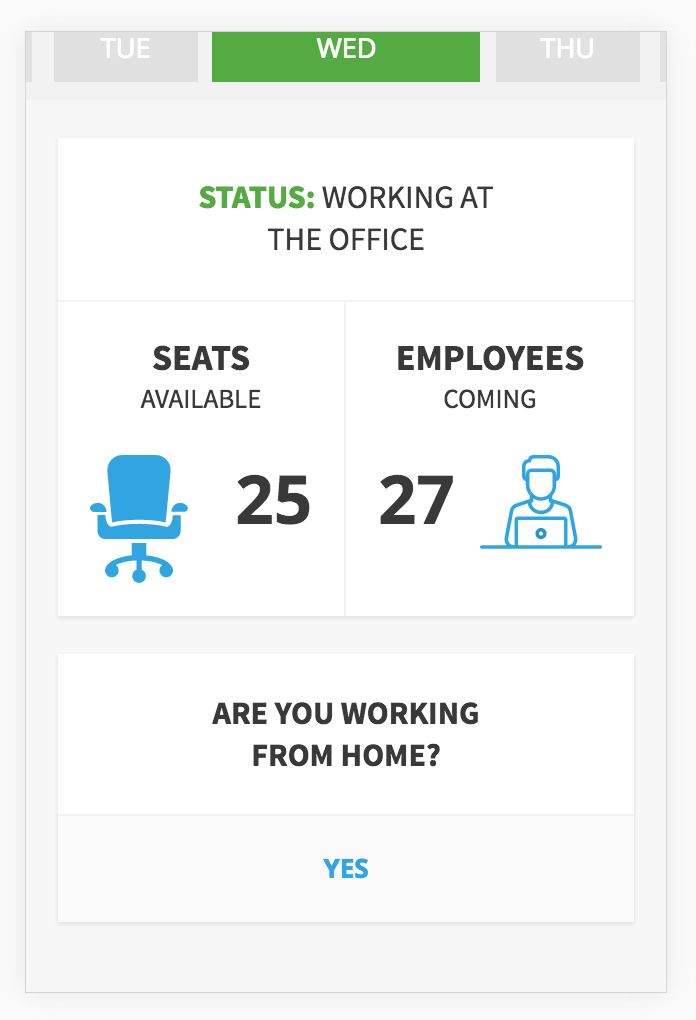 TUE WED THU
STATUS: WORKING AT
THE OFFICE
SEATS
AVAILABLE
25
EMPLOYEES
COMING
27
ARE YOU WORKING
FROM HOME?
YES